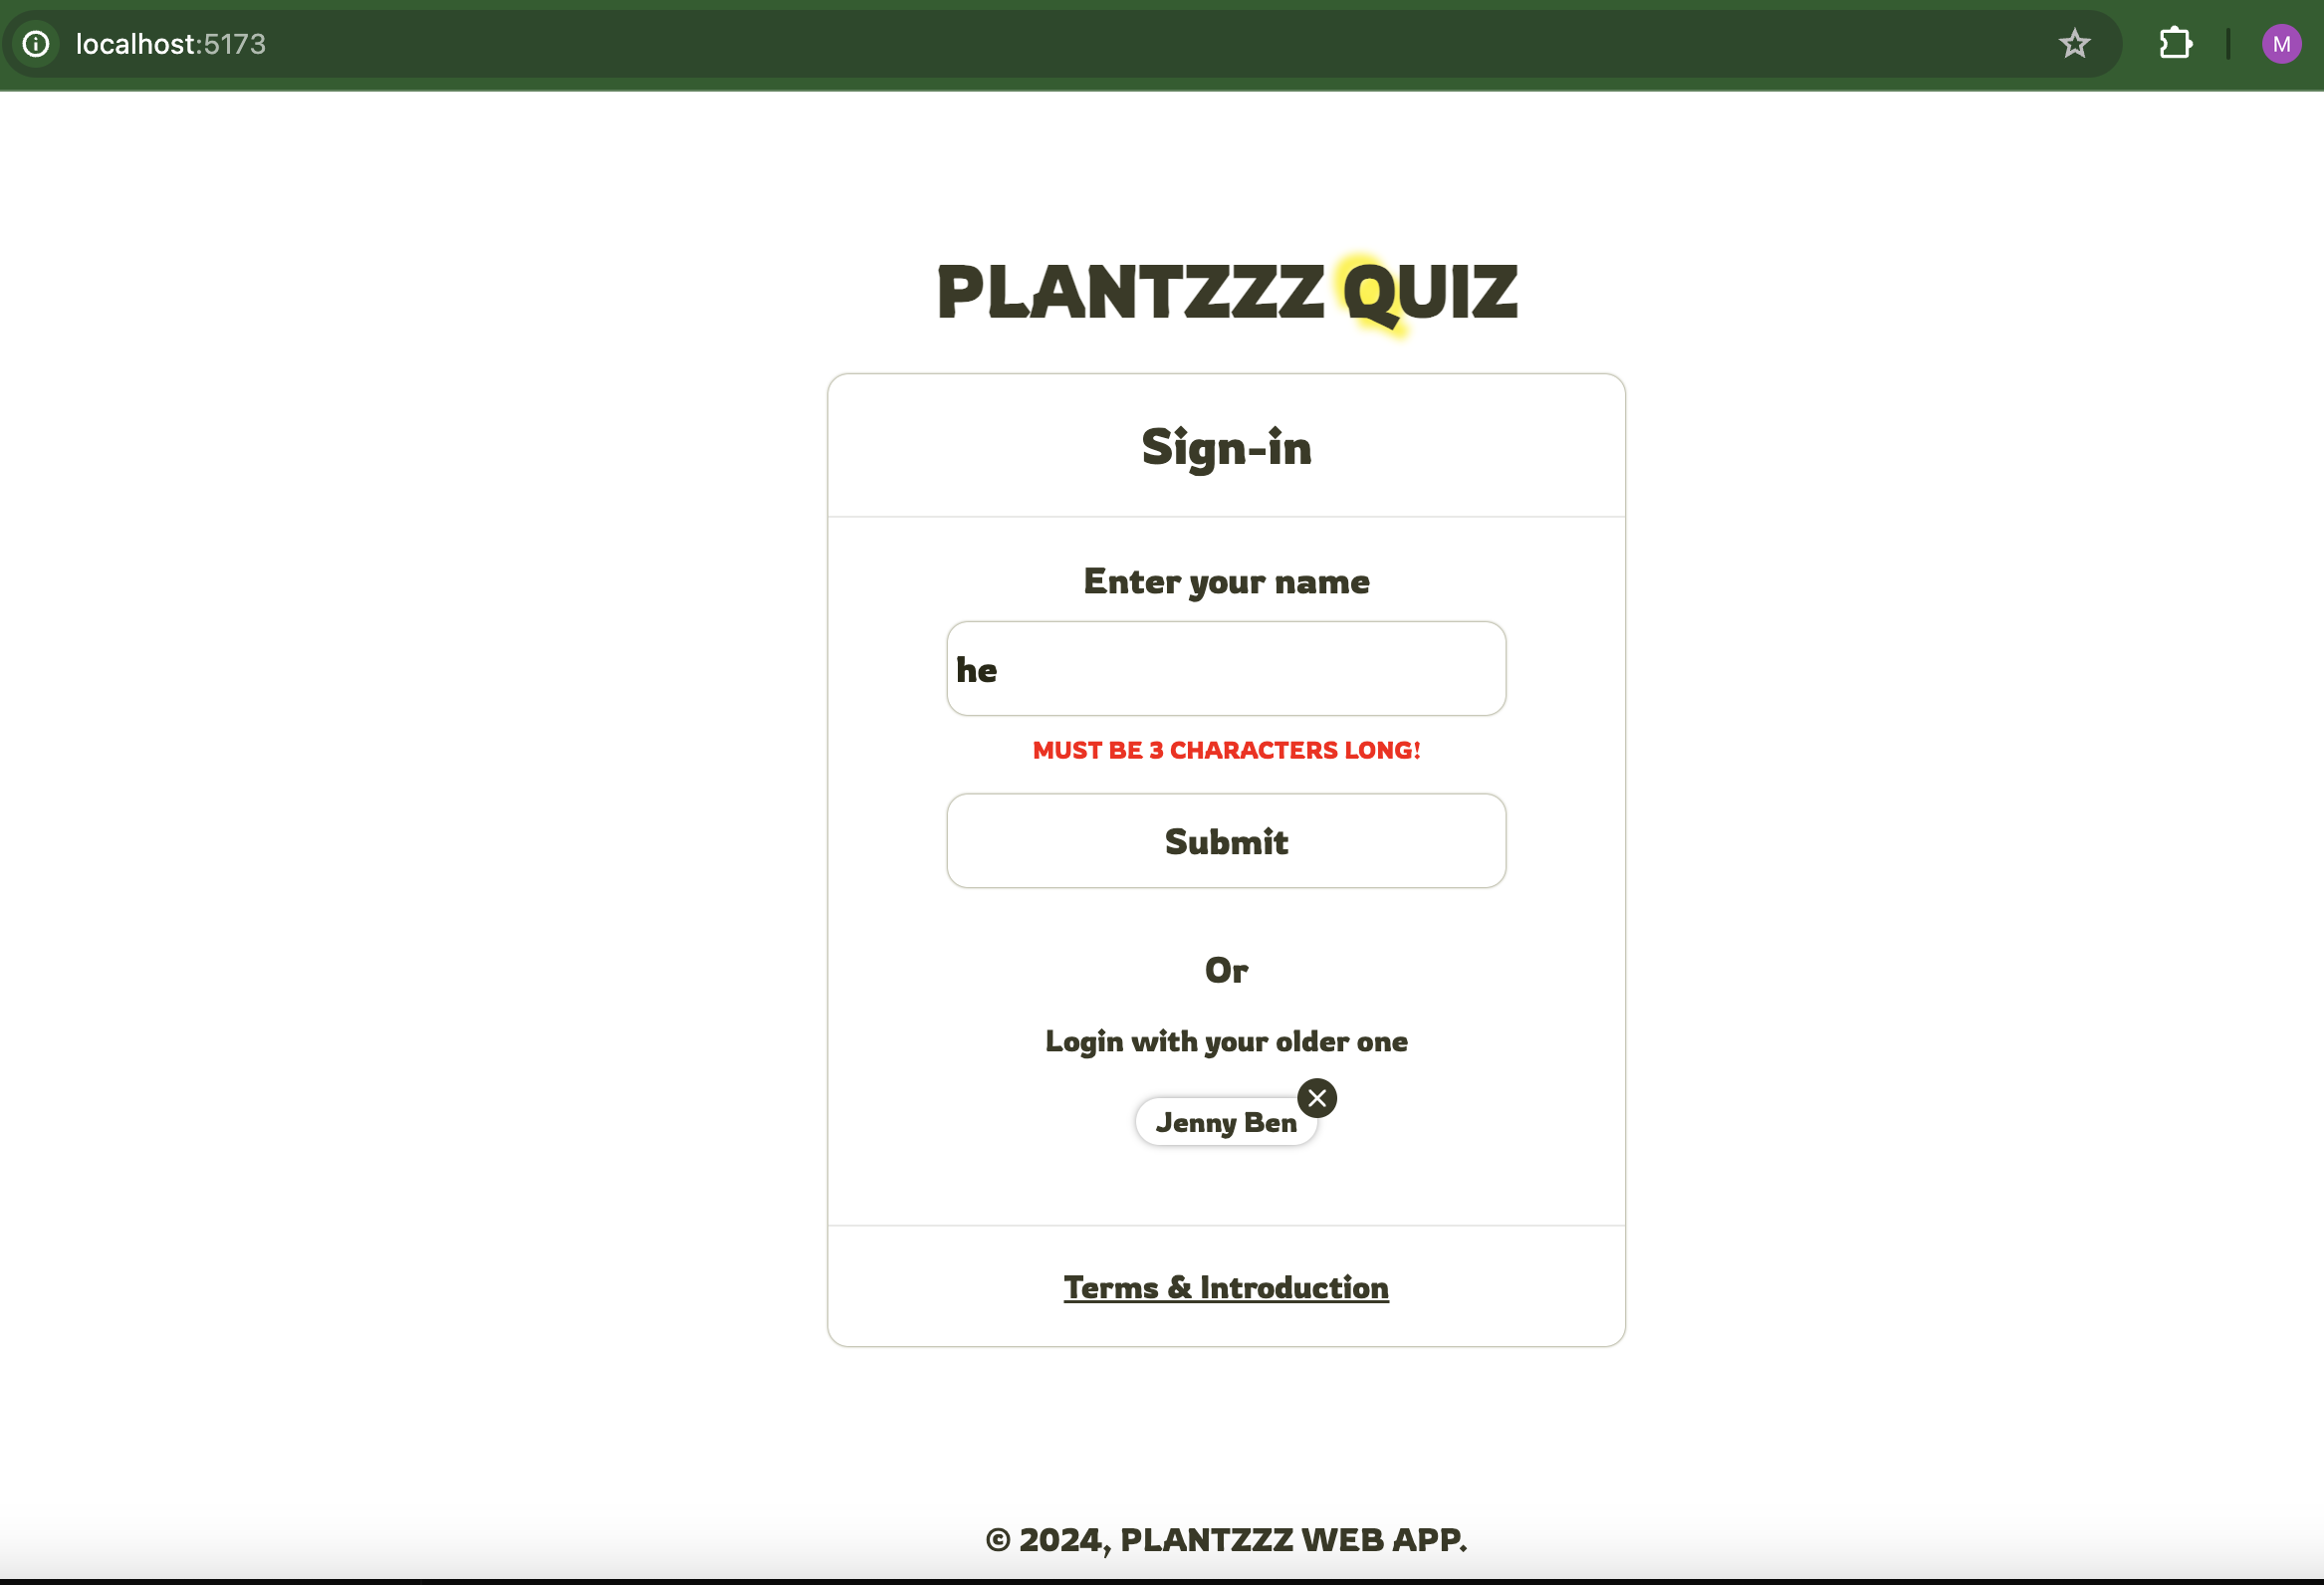 localhost:5173
M
PLANTZZZ QUIZ
Sign-in
Enter your name
he
MUST BE 3 CHARACTERS LONG!
Submit
Or
Login with your older one
Jenny Ben
Terms & Introduction
© 2024, PLANTZZZ WEB APP.